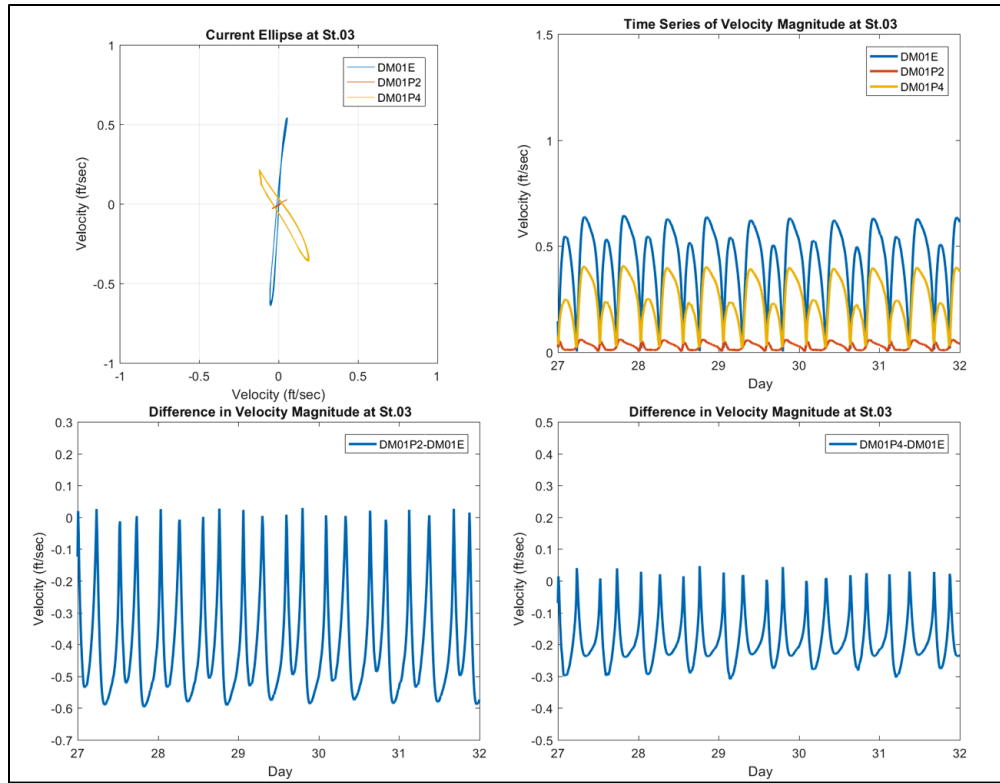 Current Ellipse at St.03
1
0.5
0
-0.5
-1
-1
-0.5
0
0.5
1
Velocity (ft/sec)
Velocity (ft/sec)
DM01E
DM01P2
DM01P4
Time Series of Velocity Magnitude at St.03
1.5
1
0.5
0
27
28
29
30
31
32
Velocity (ft/sec)
Day
DM01E
DM01P2
DM01P4
Difference in Velocity Magnitude at St.03
0.3
0.2
0.1
0
-0.1
-0.2
-0.3
-0.4
-0.5
-0.6
-0.7
27
28
29
30
31
32
Velocity (ft/sec)
Day
DM01P2-DM01E
Difference in Velocity Magnitude at St.03
0.5
0.4
0.3
0.2
0.1
0
-0.1
-0.2
-0.3
-0.4
-0.5
27
28
29
30
31
32
Velocity (ft/sec)
Day
DM01P4-DM01E